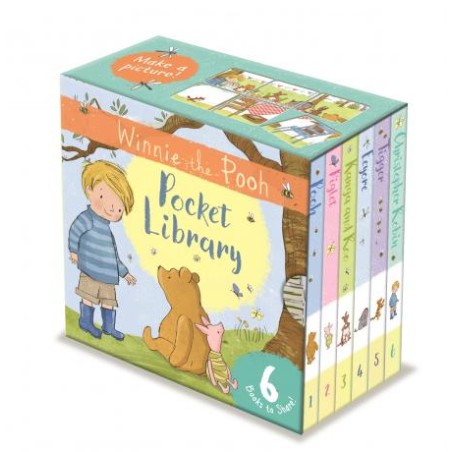 Make a
picture!
Winnie-the-Pooh
Pocket
Library
6
Books to Share!
Pooh
1
Piglet
2
Kanga and Roo
3
Eeyore
4
Tigger
5
Christopher Robin
6